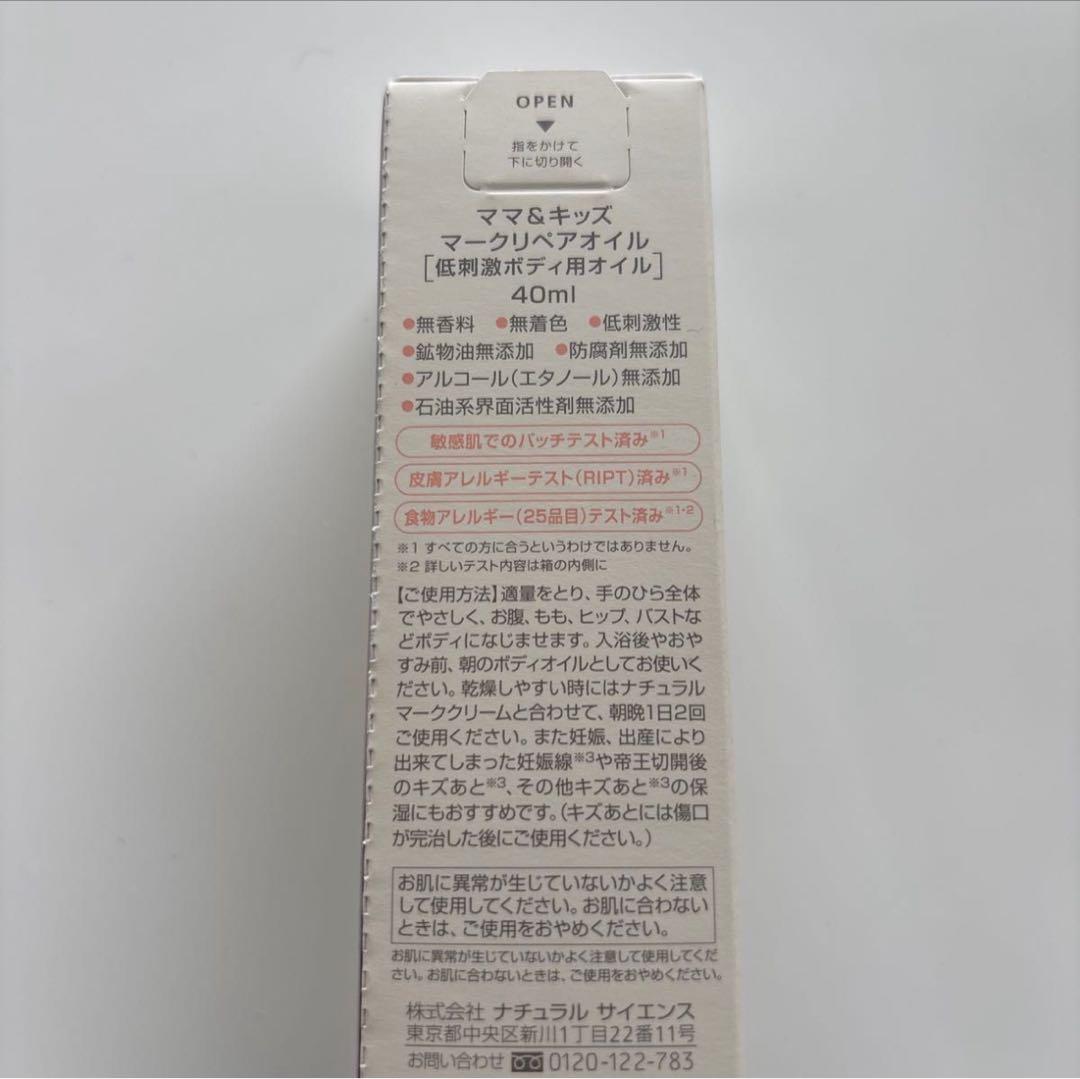 OPEN
▼
指をかけて
下に切り開く
ママ&キッズ
マークリペアオイル
[低刺激ボディ用オイル]
40ml
●無香料 ●無着色 ●低刺激性
●鉱物油無添加 ●防腐剤無添加
●アルコール(エタノール)無添加
●石油系界面活性剤無添加
敏感肌でのパッチテスト済み※1
皮膚アレルギーテスト(RIPT)済み※1
食物アレルギー(25品目)テスト済み※1・2
※1 すべての方に合うというわけではありません。
※2 詳しいテスト内容は箱の内側に
【ご使用方法】適量をとり、手のひら全体
でやさしく、お腹、もも、ヒップ、バストな
どボディになじませます。入浴後やおや
すみ前、朝のボディオイルとしてお使いく
ださい。乾燥しやすい時にはナチュラル
マーククリームと合わせて、朝晩1日2回
ご使用ください。また妊娠、出産により
出来てしまった妊娠線※3や帝王切開後
のキズあと※3、その他キズあと※3の保
湿にもおすすめです。(キズあとには傷口
が完治した後にご使用ください。)
お肌に異常が生じていないかよく注意
して使用してください。お肌に合わない
ときは、ご使用をおやめください。
お肌に異常が生じていないかよく注意して使用してくだ
さい。お肌に合わないときは、ご使用をおやめください。
株式会社 ナチュラル サイエンス
東京都中央区新川1丁目22番11号
お問い合わせ 0120-122-783